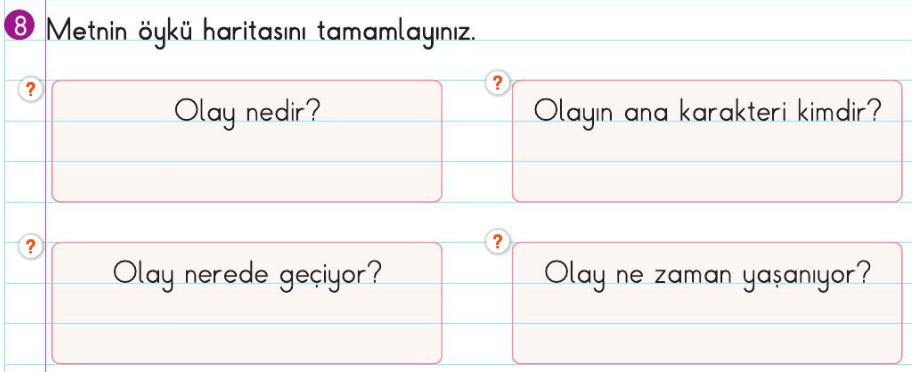 8 Metnin öykü haritasını tamamlayınız.
? Olay nedir?
? Olayın ana karakteri kimdir?
? Olay nerede geçiyor?
? Olay ne zaman yaşanıyor?